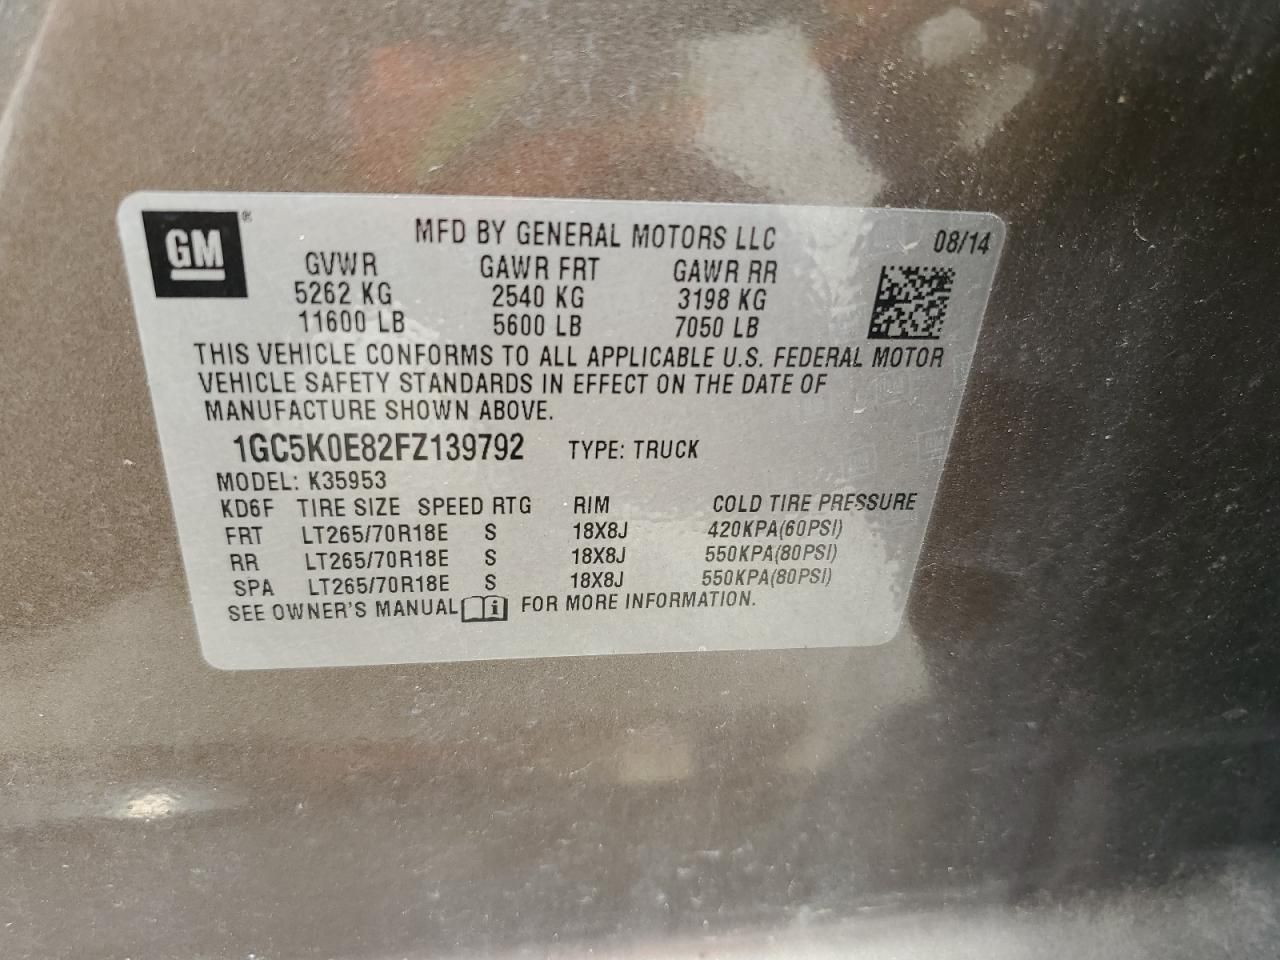 GM®
MFD BY GENERAL MOTORS LLC 08/14
GVWR GAWR FRT GAWR RR
5262 KG 2540 KG 3198 KG
11600 LB 5600 LB 7050 LB
THIS VEHICLE CONFORMS TO ALL APPLICABLE U.S. FEDERAL MOTOR
VEHICLE SAFETY STANDARDS IN EFFECT ON THE DATE OF
MANUFACTURE SHOWN ABOVE.
1GC5K0E82FZ139792 TYPE: TRUCK
MODEL: K35953
KD6F TIRE SIZE SPEED RTG RIM COLD TIRE PRESSURE
FRT LT265/70R18E S 18X8J 420KPA(60PSI)
RR LT265/70R18E S 18X8J 550KPA(80PSI)
SPA LT265/70R18E S 18X8J 550KPA(80PSI)
SEE OWNER'S MANUAL i FOR MORE INFORMATION.